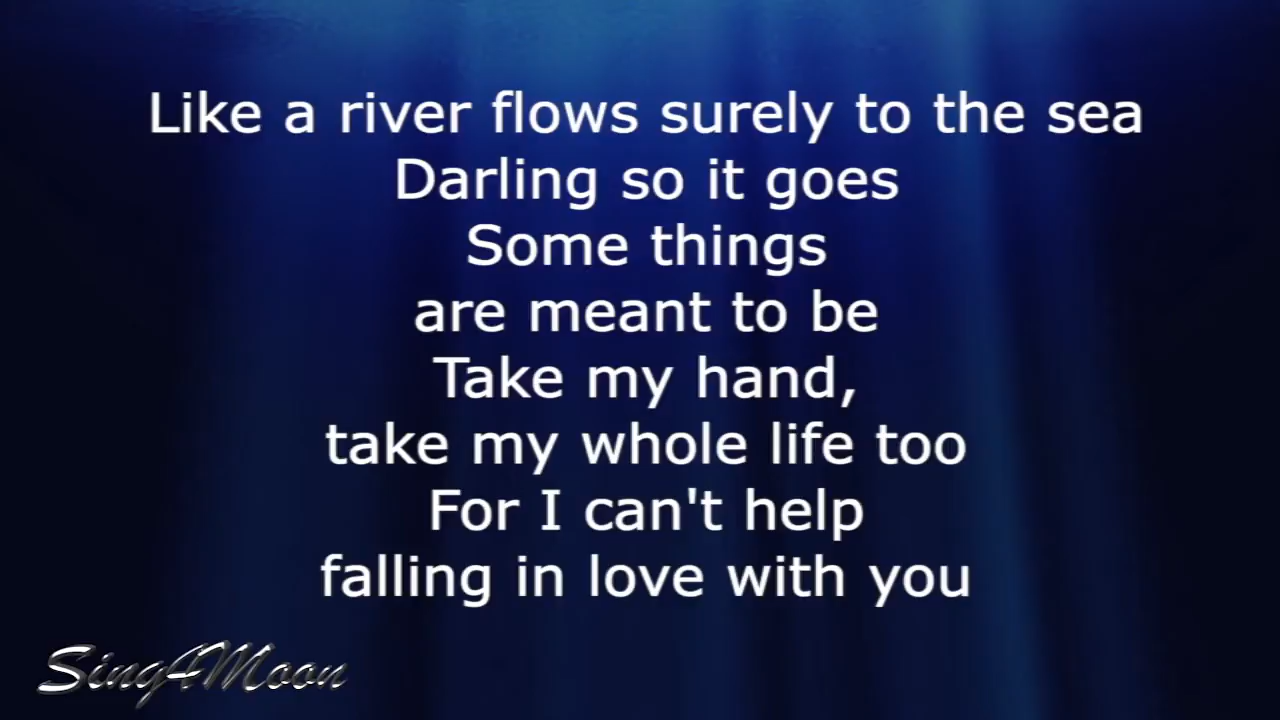 Like a river flows surely to the sea
Darling so it goes
Some things
are meant to be
Take my hand,
take my whole life too
For I can't help
falling in love with you
Sing4Moon